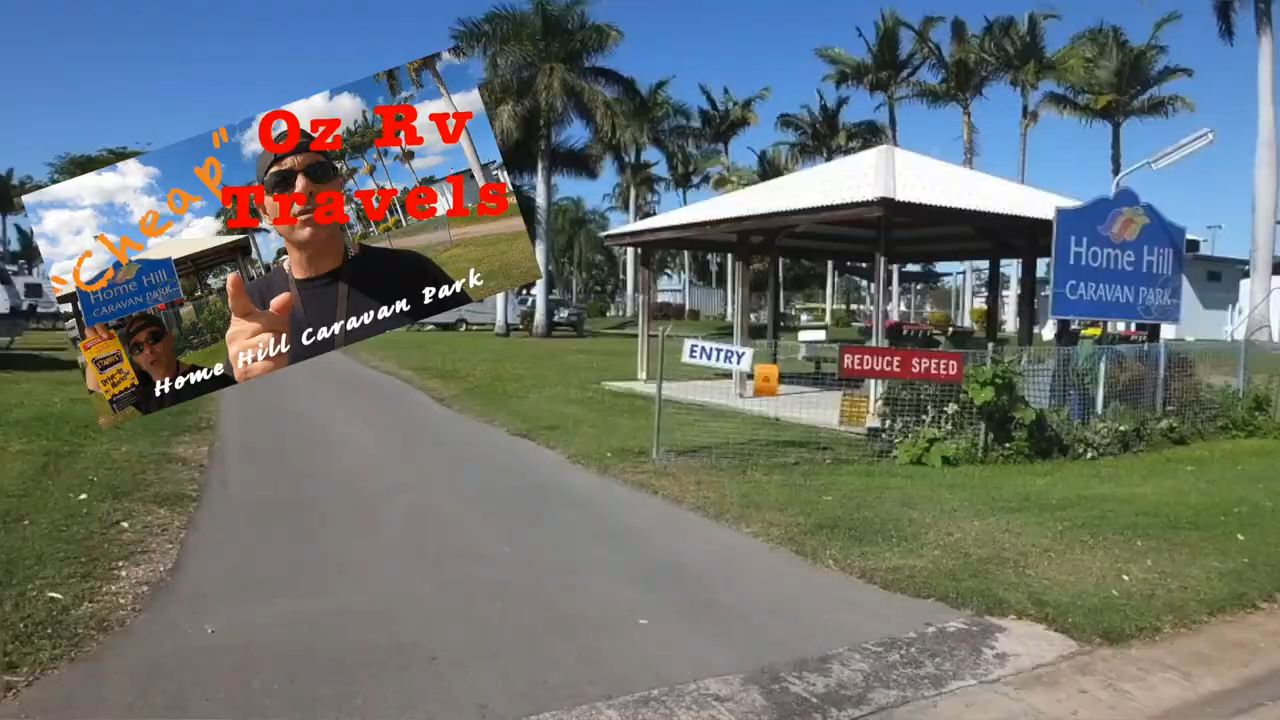 "Cheap"
Oz Rv
Travels
Home Hill
CARAVAN PARK
Home Hill Caravan Park
Home Hill
CARAVAN PARK
ENTRY
REDUCE SPEED